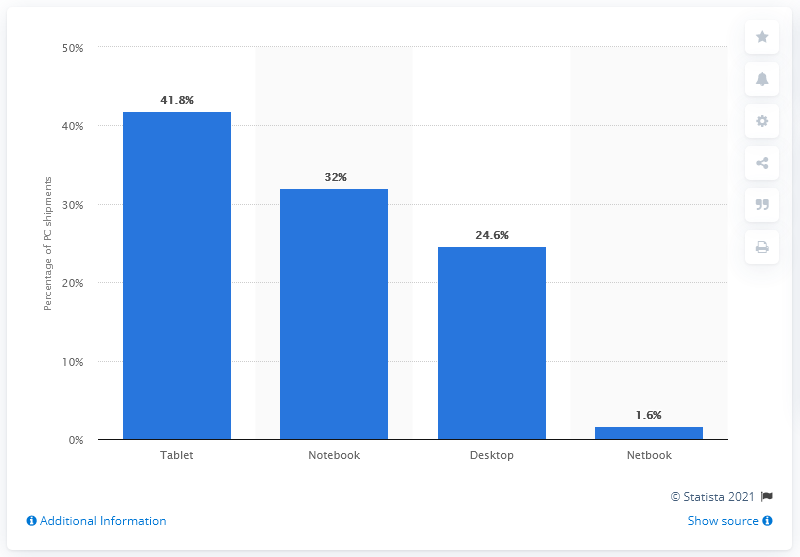 50%
41.8%
40%
32%
30%
24.6%
20%
10%
1.6%
0%
Percentage of PC shipments
Tablet Notebook Desktop Netbook
© Statista 2021
Additional Information Show source